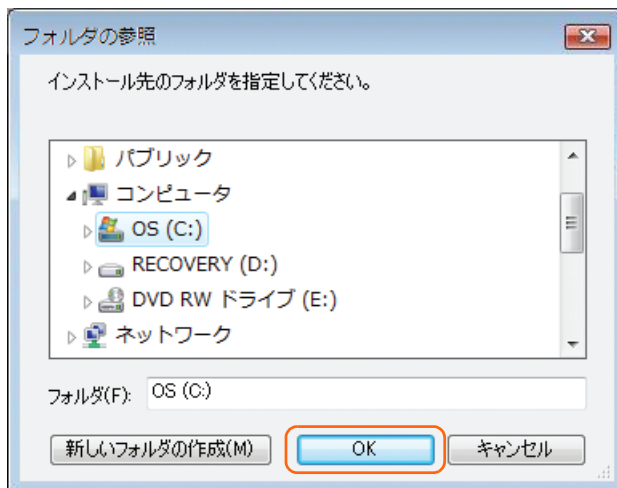 フォルダの参照
インストール先のフォルダを指定してください。
パブリック
コンピュータ
OS (C:)
RECOVERY (D:)
DVD RW ドライブ (E:)
ネットワーク
フォルダ(F): OS (C:)
新しいフォルダの作成(M) OK キャンセル